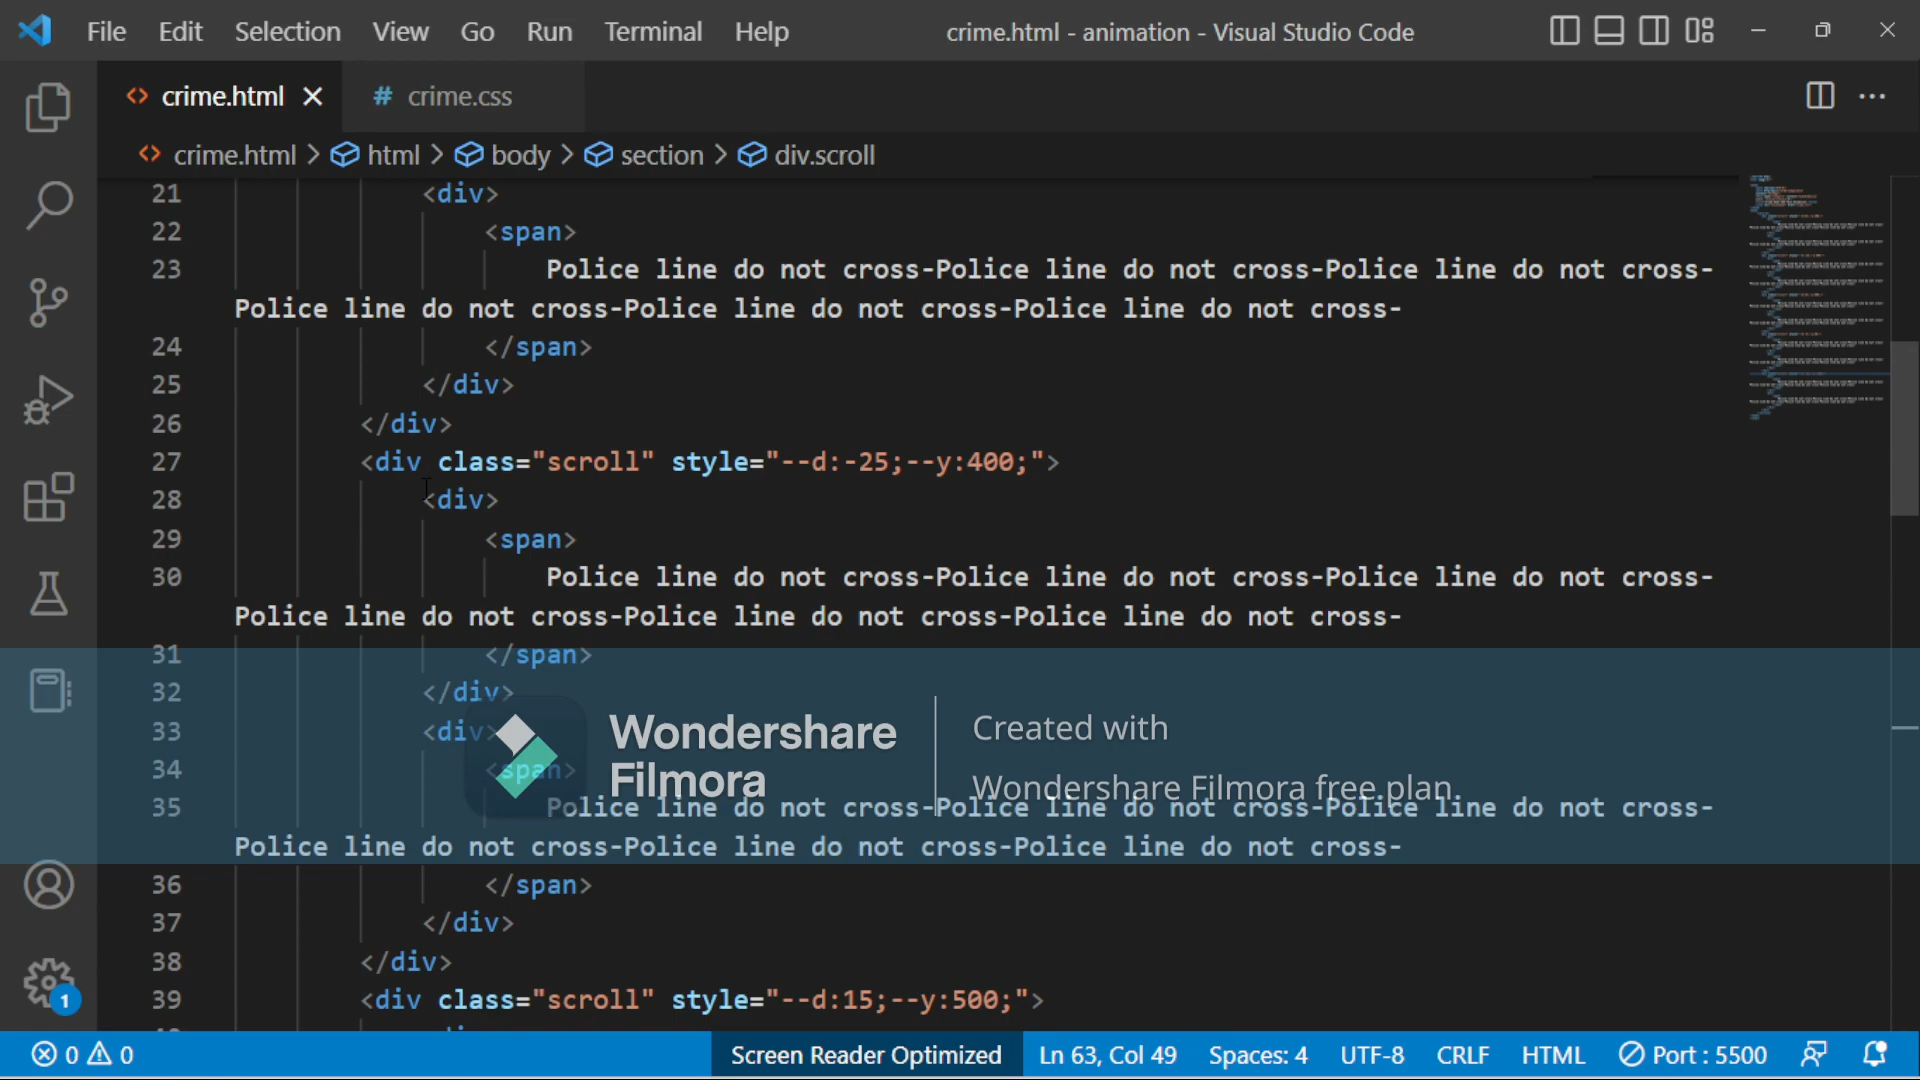 File Edit Selection View Go Run Terminal Help crime.html - animation - Visual Studio Code
<> crime.html # crime.css
<> crime.html > html > body > section > div.scroll
21 <div>
22 <span>
23 Police line do not cross-Police line do not cross-Police line do not cross-
Police line do not cross-Police line do not cross-Police line do not cross-
24 </span>
25 </div>
26 </div>
27 <div class="scroll" style="--d:-25;--y:400;">
28 <div>
29 <span>
30 Police line do not cross-Police line do not cross-Police line do not cross-
Police line do not cross-Police line do not cross-Police line do not cross-
31 </span>
32 </div>
33 <div>
34 <span>
35 Police line do not cross-Police line do not cross-Police line do not cross-
Police line do not cross-Police line do not cross-Police line do not cross-
36 </span>
37 </div>
38 </div>
39 <div class="scroll" style="--d:15;--y:500;">
Wondershare
Filmora
Created with
Wondershare Filmora free plan.
1
0 0 Screen Reader Optimized Ln 63, Col 49 Spaces: 4 UTF-8 CRLF HTML Port : 5500